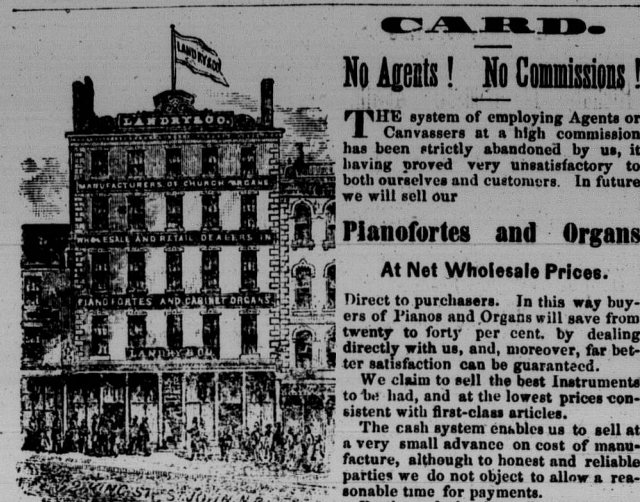 LANDRY & CO.
LANDRY & CO.
MANUFACTURERS OF CHURCH ORGANS
WHOLESALE AND RETAIL DEALERS IN
PIANOFORTES AND CABINET ORGANS
LANDRY & CO.
KING ST. ST. JOHN N.B.
CARD.
No Agents ! No Commissions !
THE system of employing Agents or
Canvassers at a high commission
has been strictly abandoned by us, it
having proved very unsatisfactory to
both ourselves and customers. In future
we will sell our
Pianofortes and Organs
At Net Wholesale Prices.
Direct to purchasers. In this way buy-
ers of Pianos and Organs will save from
twenty to forty per cent. by dealing
directly with us, and, moreover, far bet-
ter satisfaction can be guaranteed.
We claim to sell the best Instruments
to be had, and at the lowest prices con-
sistent with first-class articles.
The cash system enables us to sell at
a very small advance on cost of manu-
facture, although to honest and reliable
parties we do not object to allow a rea-
sonable time for payments.